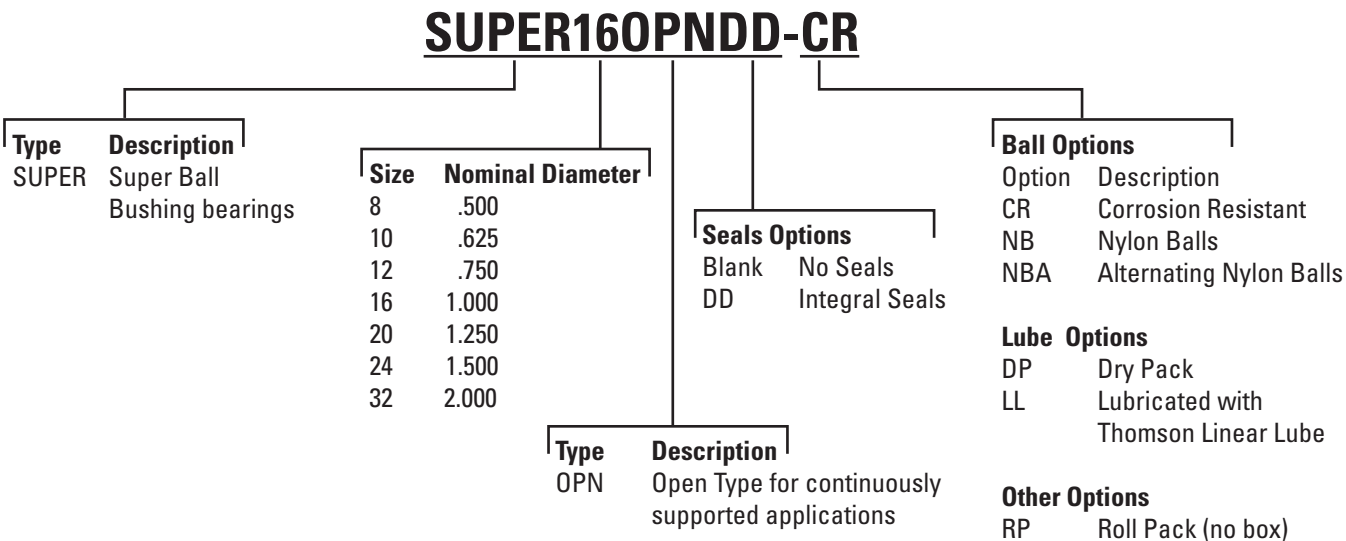 SUPER16OPNDD-CR
Type Description
SUPER Super Ball
Bushing bearings
Size Nominal Diameter
8 .500
10 .625
12 .750
16 1.000
20 1.250
24 1.500
32 2.000
Type Description
OPN Open Type for continuously
supported applications
Seals Options
Blank No Seals
DD Integral Seals
Ball Options
Option Description
CR Corrosion Resistant
NB Nylon Balls
NBA Alternating Nylon Balls
Lube Options
DP Dry Pack
LL Lubricated with
Thomson Linear Lube
Other Options
RP Roll Pack (no box)